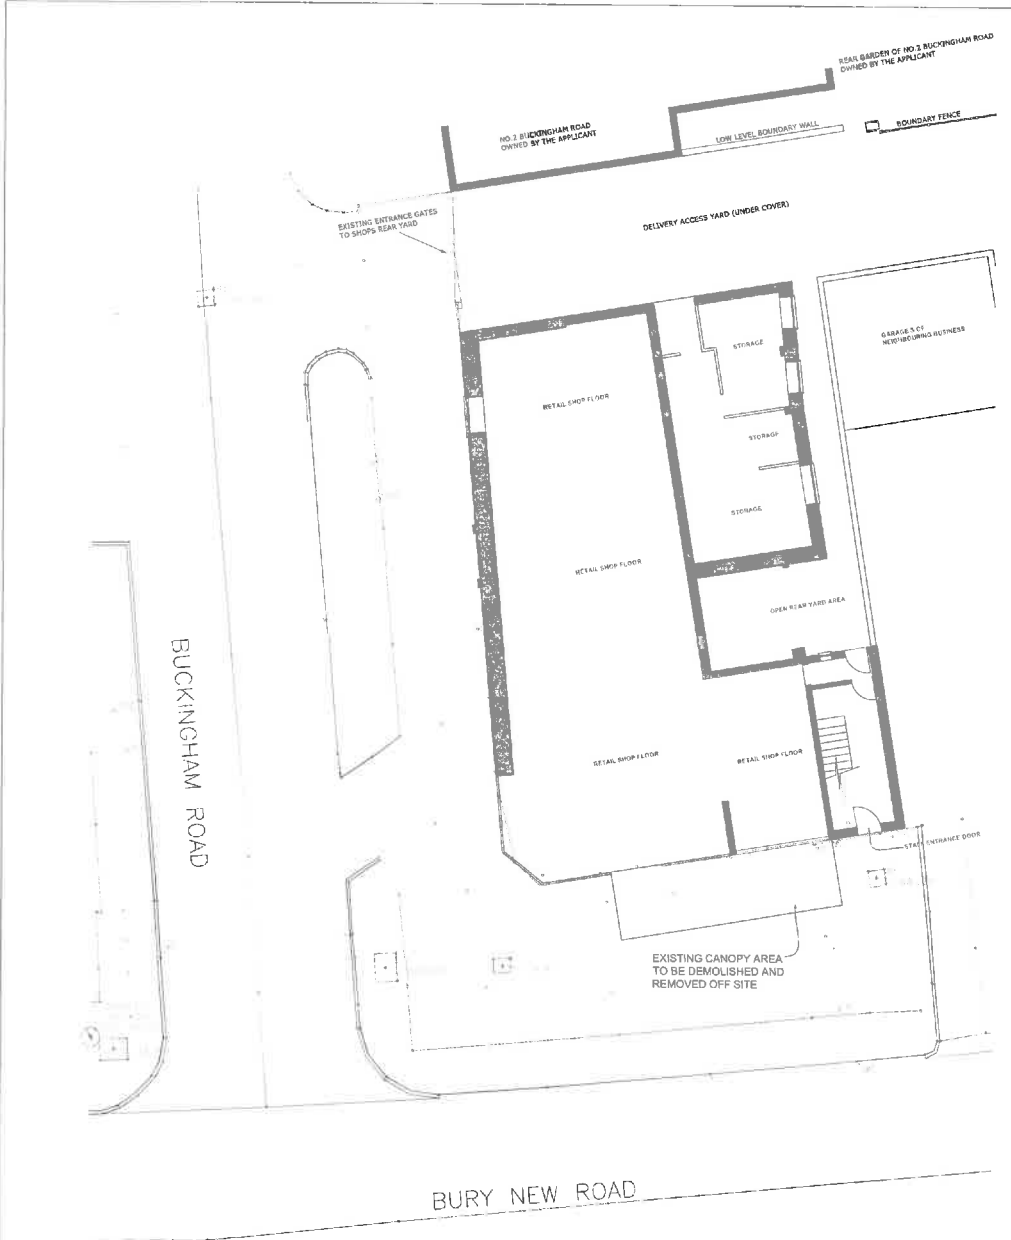 REAR GARDEN OF NO.2 BUCKINGHAM ROAD
OWNED BY THE APPLICANT
NO.2 BUCKINGHAM ROAD
OWNED BY THE APPLICANT
LOW LEVEL BOUNDARY WALL
BOUNDARY FENCE
EXISTING ENTRANCE GATES
TO SHOPS REAR YARD
DELIVERY ACCESS YARD (UNDER COVER)
GARAGES OF
NEIGHBOURING BUSINESS
STORAGE
RETAIL SHOP FLOOR
STORAGE
STORAGE
RETAIL SHOP FLOOR
OPEN REAR YARD AREA
BUCKINGHAM ROAD
RETAIL SHOP FLOOR
RETAIL SHOP FLOOR
STAFF ENTRANCE DOOR
EXISTING CANOPY AREA
TO BE DEMOLISHED AND
REMOVED OFF SITE
BURY NEW ROAD